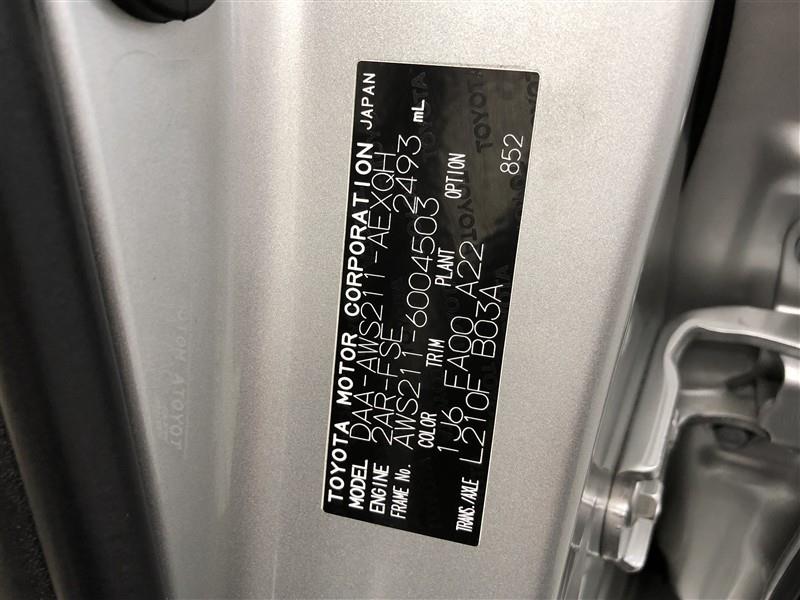 TOYOTA MOTOR CORPORATION JAPAN
MODEL DAA-AWS211-AEXQH
ENGINE 2AR-FSE 2493 mL
FRAME No. AWS211-6004503
COLOR TRIM PLANT OPTION
1J6 FA00 A22
TRANS./AXLE L210F B03A 852